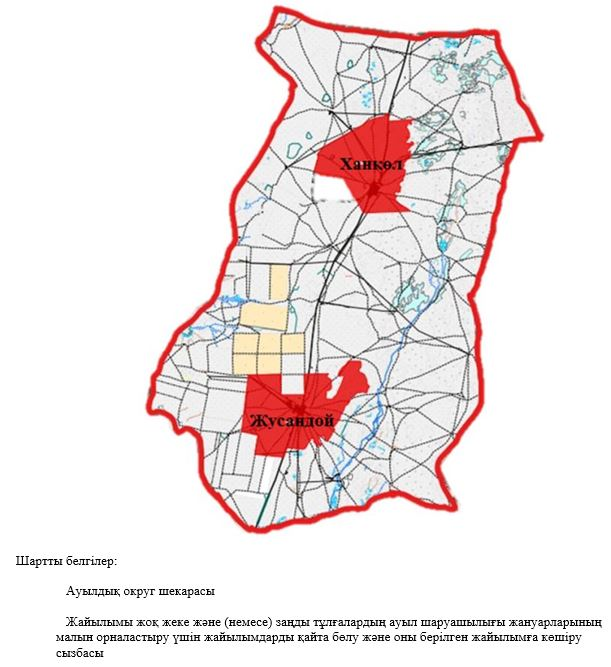 Ханкөл
Жусандой
Шартты белгілер:
Ауылдық округ шекарасы
Жайылымы жоқ жеке және (немесе) заңды тұлғалардың ауыл шаруашылығы жануарларының
малын орналастыру үшін жайылымдарды қайта бөлу және оны берілген жайылымға көшіру
сызбасы